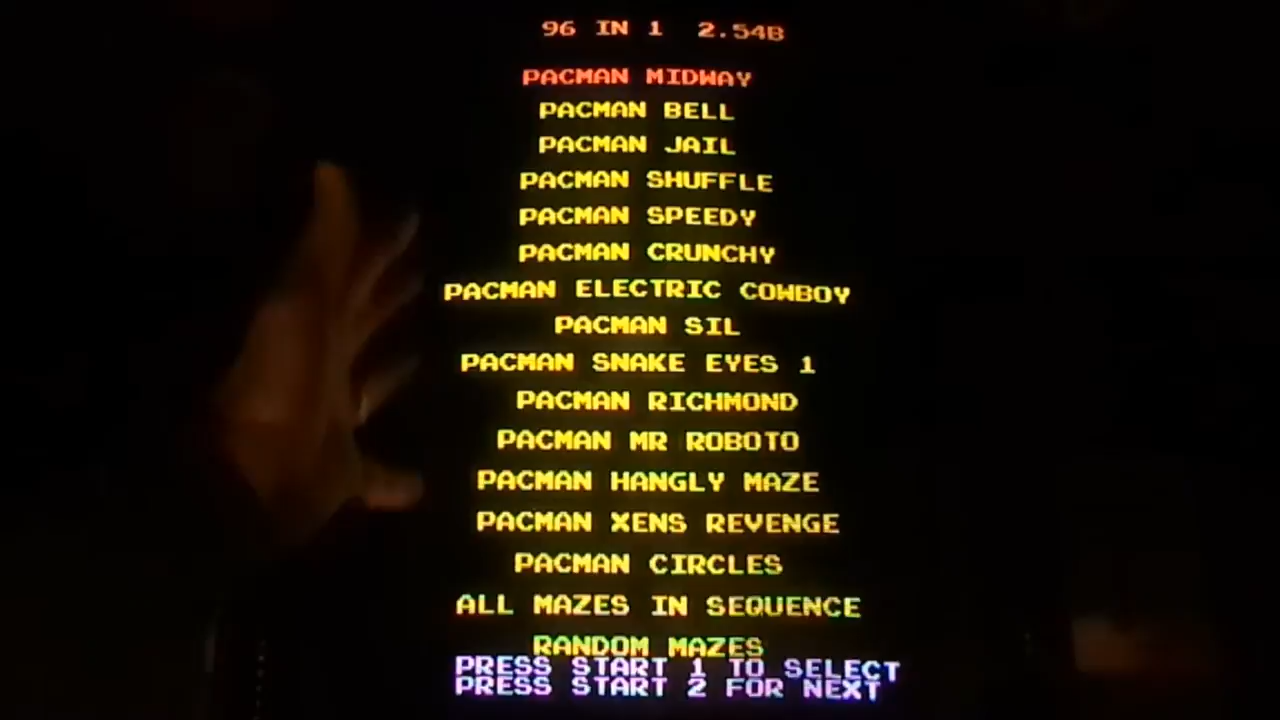 96 IN 1 2.54B
PACMAN MIDWAY
PACMAN BELL
PACMAN JAIL
PACMAN SHUFFLE
PACMAN SPEEDY
PACMAN CRUNCHY
PACMAN ELECTRIC COWBOY
PACMAN SIL
PACMAN SNAKE EYES 1
PACMAN RICHMOND
PACMAN MR ROBOTO
PACMAN HANGLY MAZE
PACMAN XENS REVENGE
PACMAN CIRCLES
ALL MAZES IN SEQUENCE
RANDOM MAZES
PRESS START 1 TO SELECT
PRESS START 2 FOR NEXT